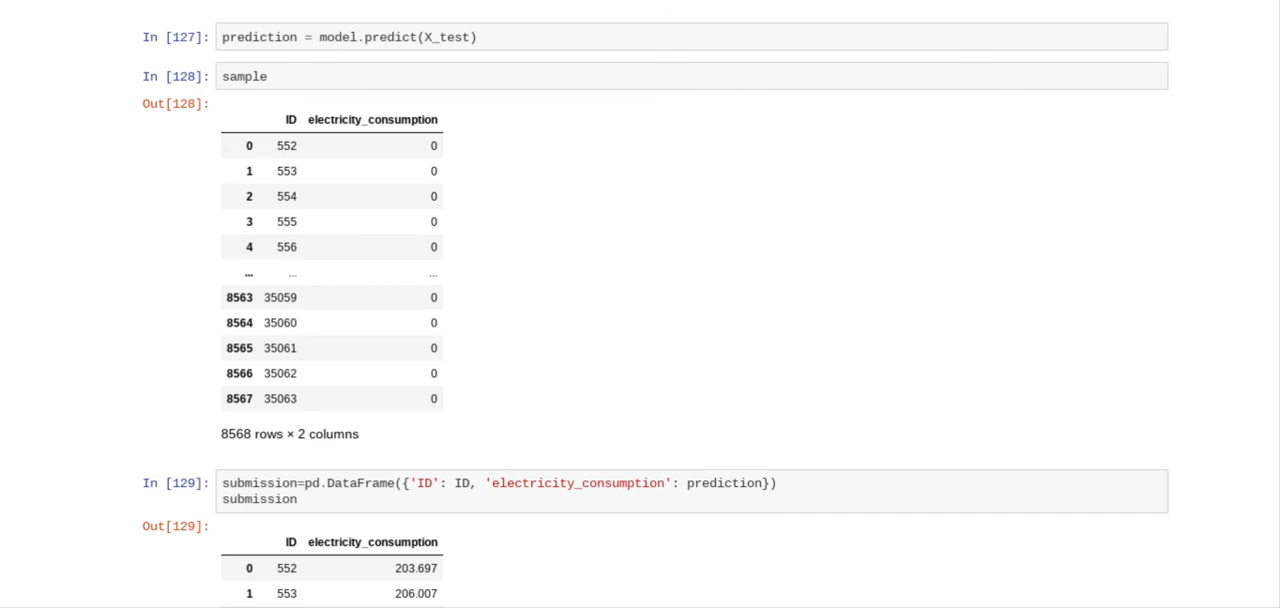 In [127]: prediction = model.predict(X_test)
In [128]: sample
Out[128]:
ID electricity_consumption
0 552 0
1 553 0
2 554 0
3 555 0
4 556 0
... ... ...
8563 35059 0
8564 35060 0
8565 35061 0
8566 35062 0
8567 35063 0
8568 rows × 2 columns
In [129]: submission=pd.DataFrame({'ID': ID, 'electricity_consumption': prediction})
submission
Out[129]:
ID electricity_consumption
0 552 203.697
1 553 206.007